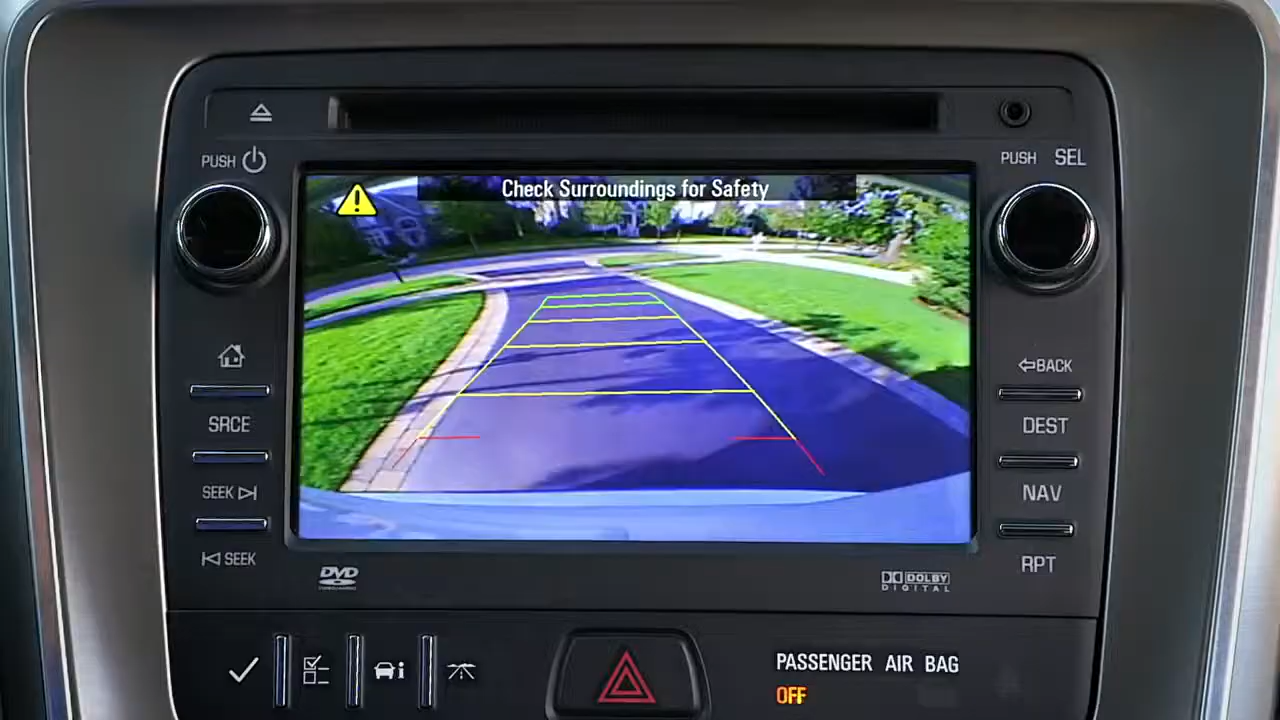 PUSH
PUSH SEL
Check Surroundings for Safety
BACK
SRCE
DEST
SEEK
NAV
SEEK
RPT
DVD
DOLBY
DIGITAL
PASSENGER AIR BAG
OFF